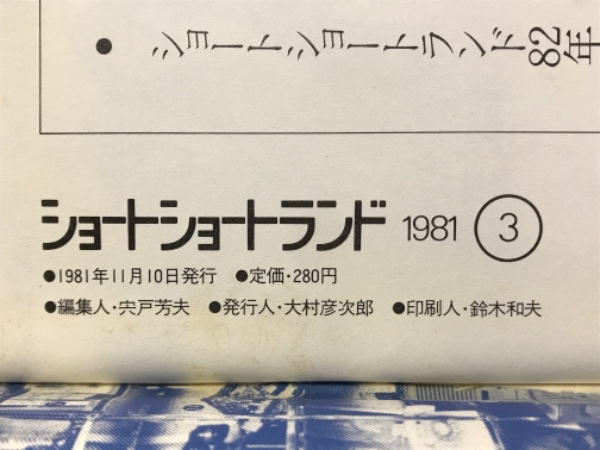 ●ショートショートランド82年
ショートショートランド 1981 ③
●1981年11月10日発行 ●定価・280円
●編集人・宍戸芳夫 ●発行人・大村彦次郎 ●印刷人・鈴木和夫